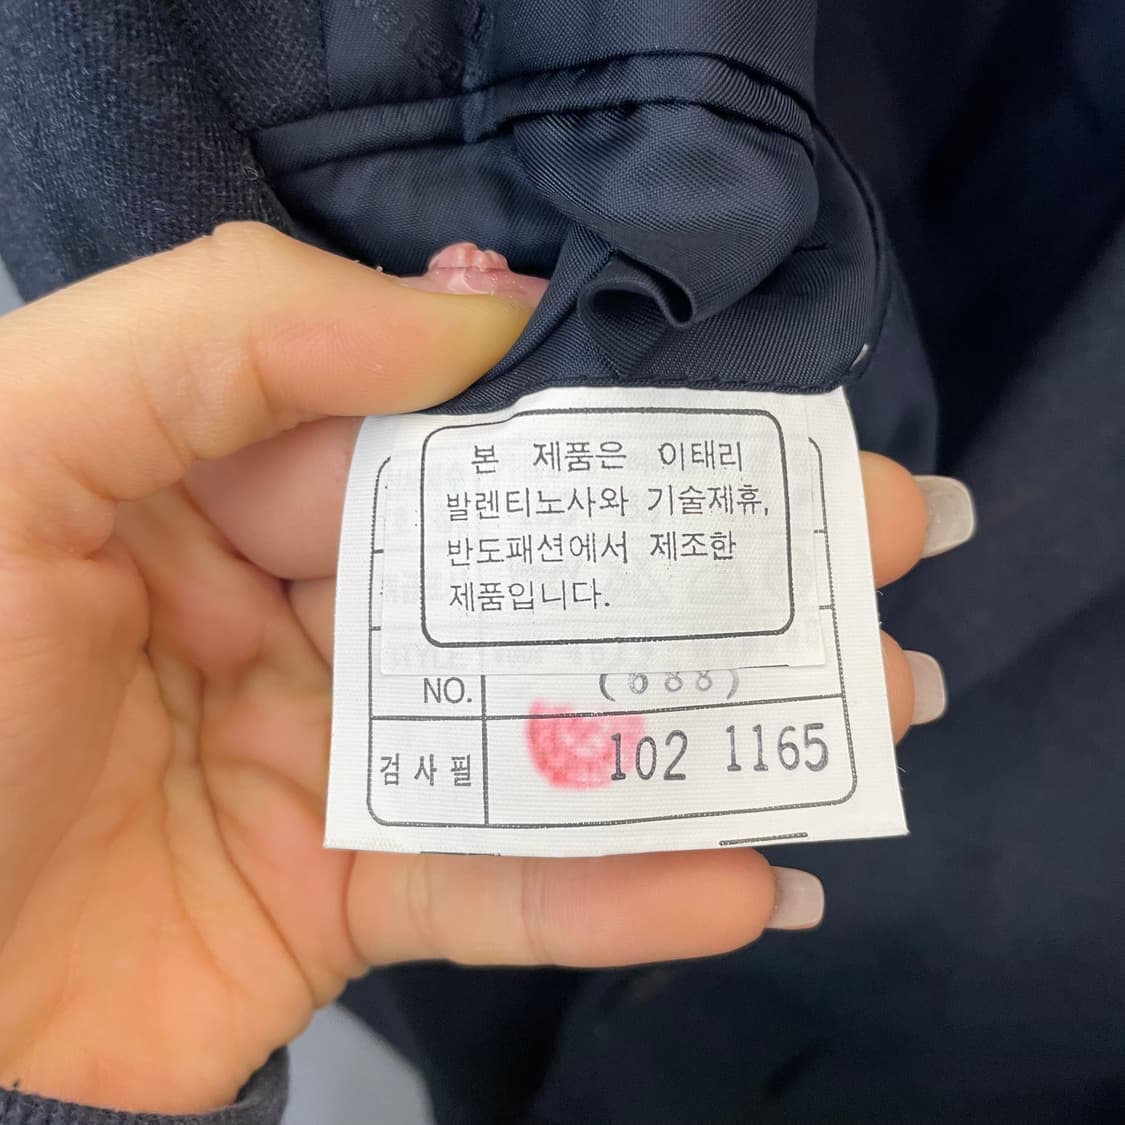 본 제품은 이태리
발렌티노사와 기술제휴,
반도패션에서 제조한
제품입니다.
NO. (688)
검사필 102 1165